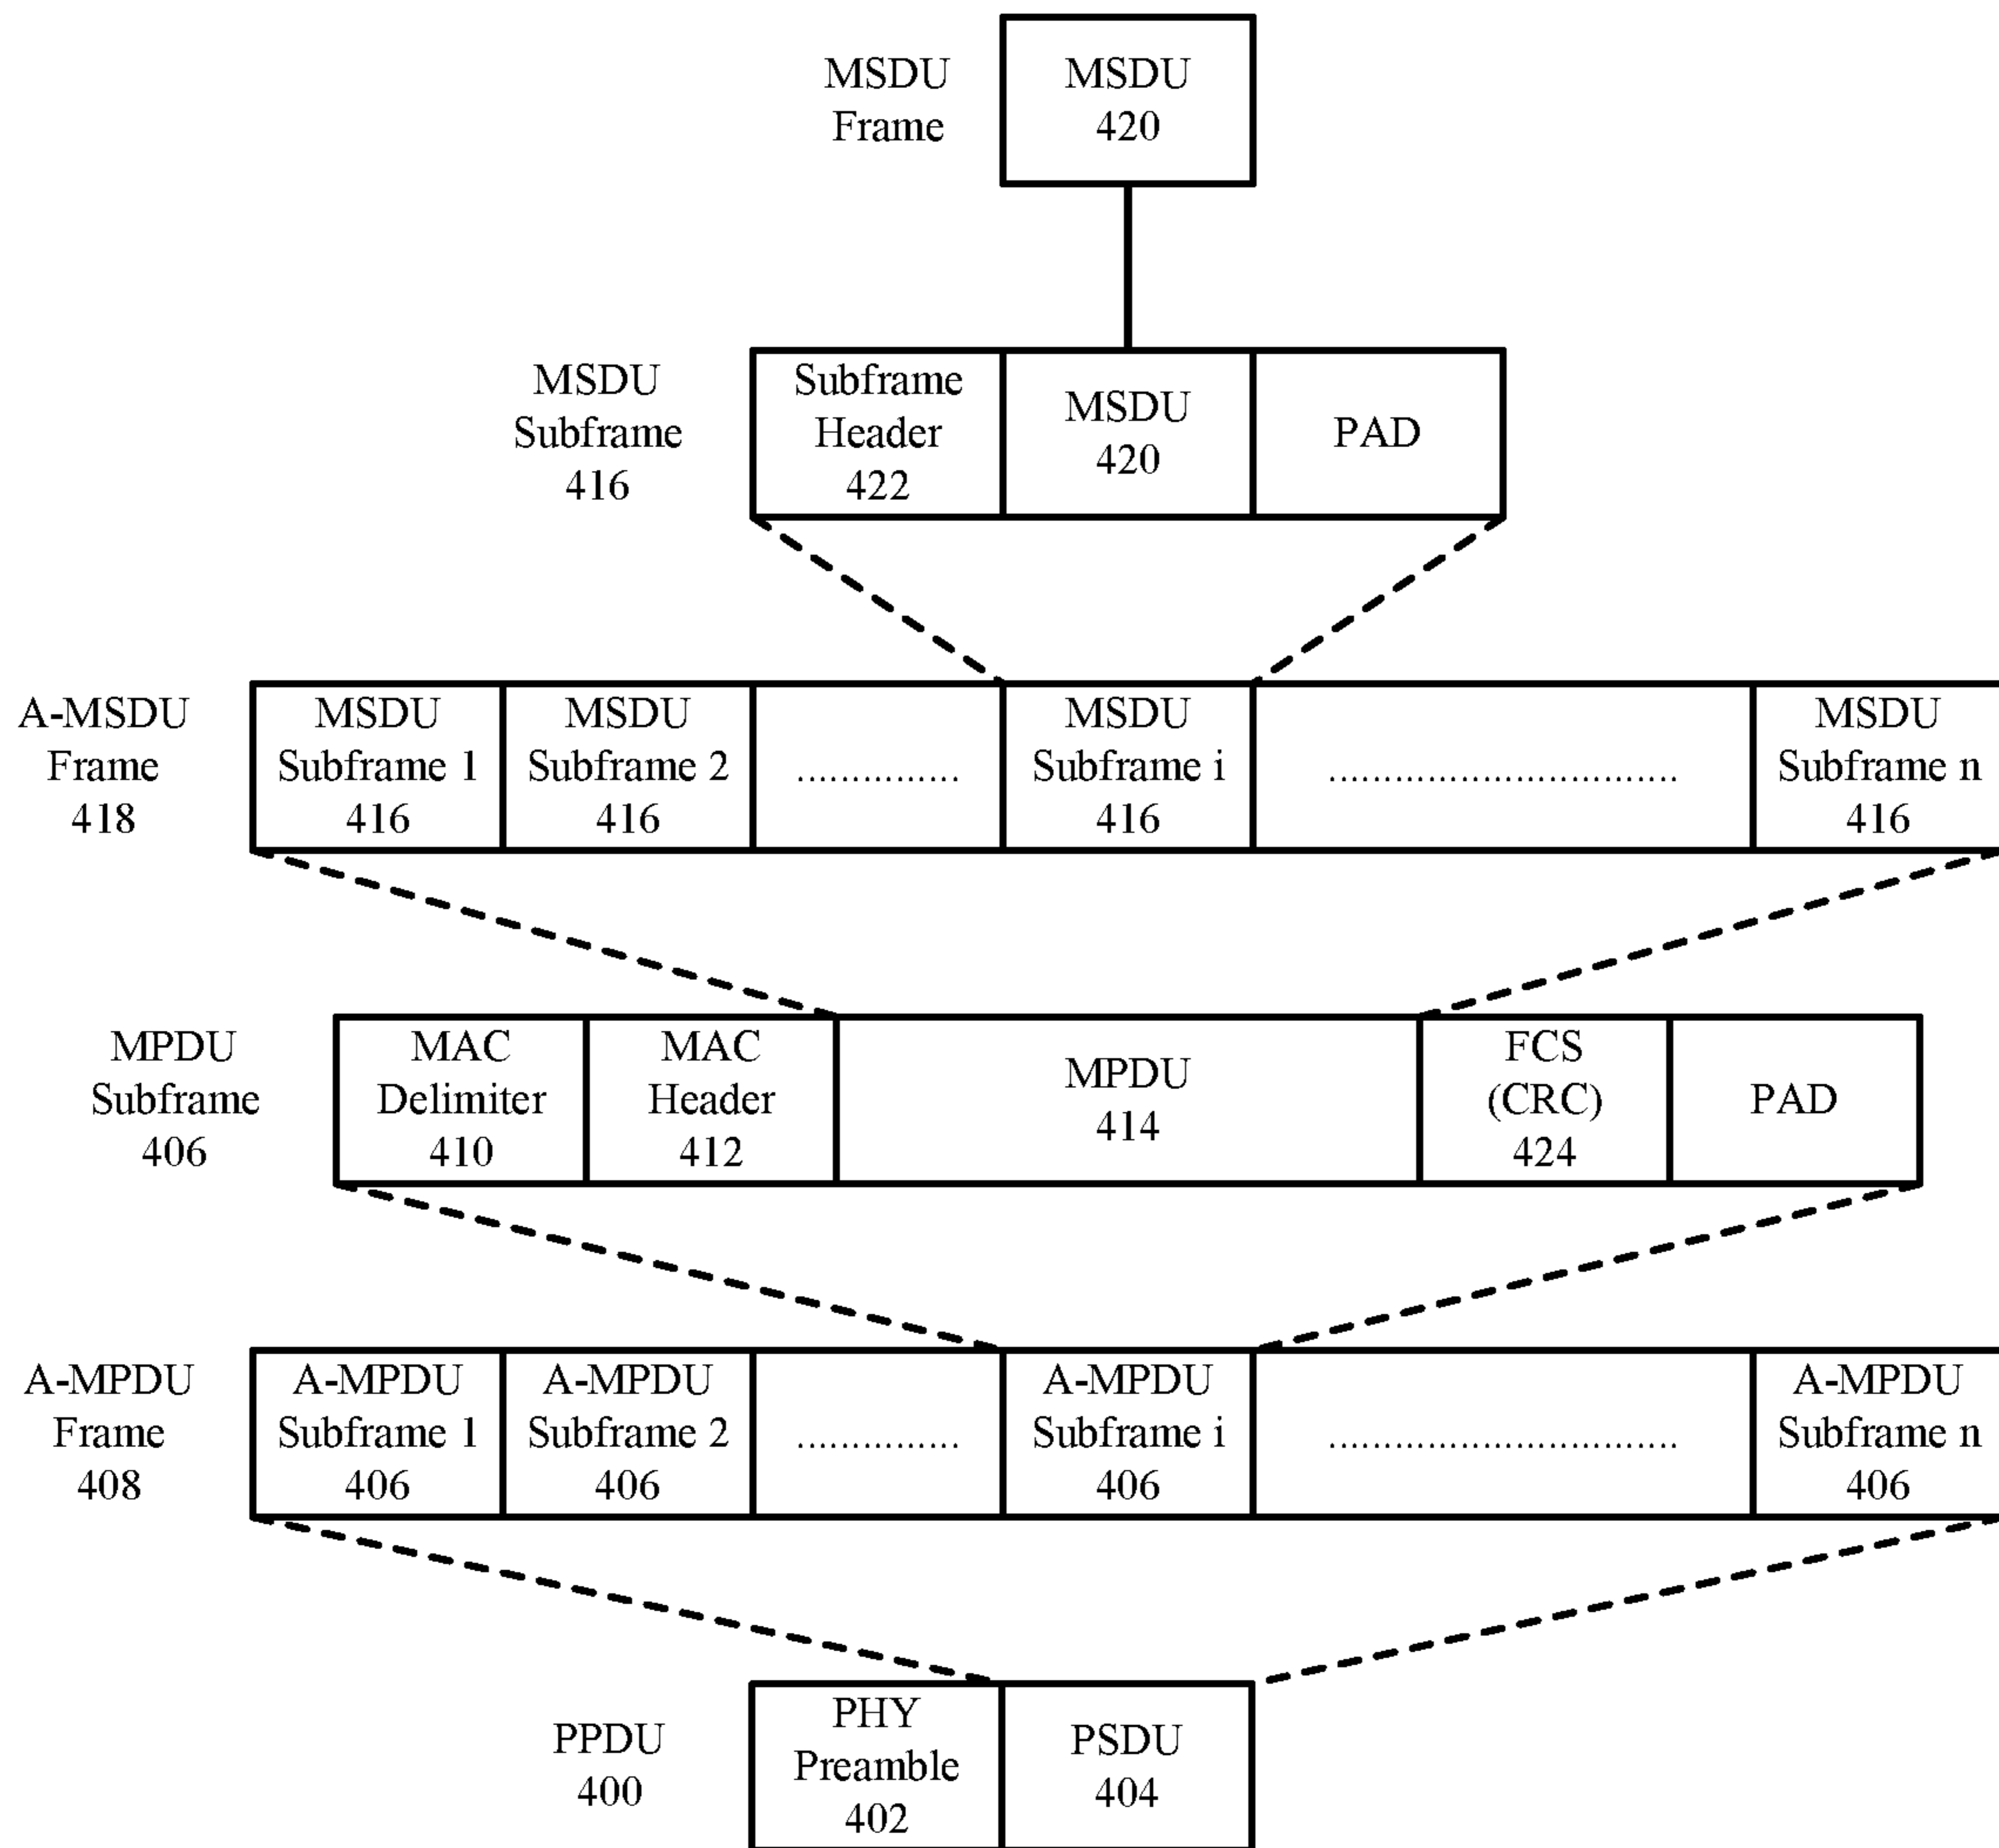 MSDU
Frame
MSDU
420
MSDU
Subframe
416
Subframe
Header
422
MSDU
420
PAD
A-MSDU
Frame
418
MSDU
Subframe 1
416
MSDU
Subframe 2
416
...............
MSDU
Subframe i
416
................................
MSDU
Subframe n
416
MPDU
Subframe
406
MAC
Delimiter
410
MAC
Header
412
MPDU
414
FCS
(CRC)
424
PAD
A-MPDU
Frame
408
A-MPDU
Subframe 1
406
A-MPDU
Subframe 2
406
...............
A-MPDU
Subframe i
406
................................
A-MPDU
Subframe n
406
PPDU
400
PHY
Preamble
402
PSDU
404